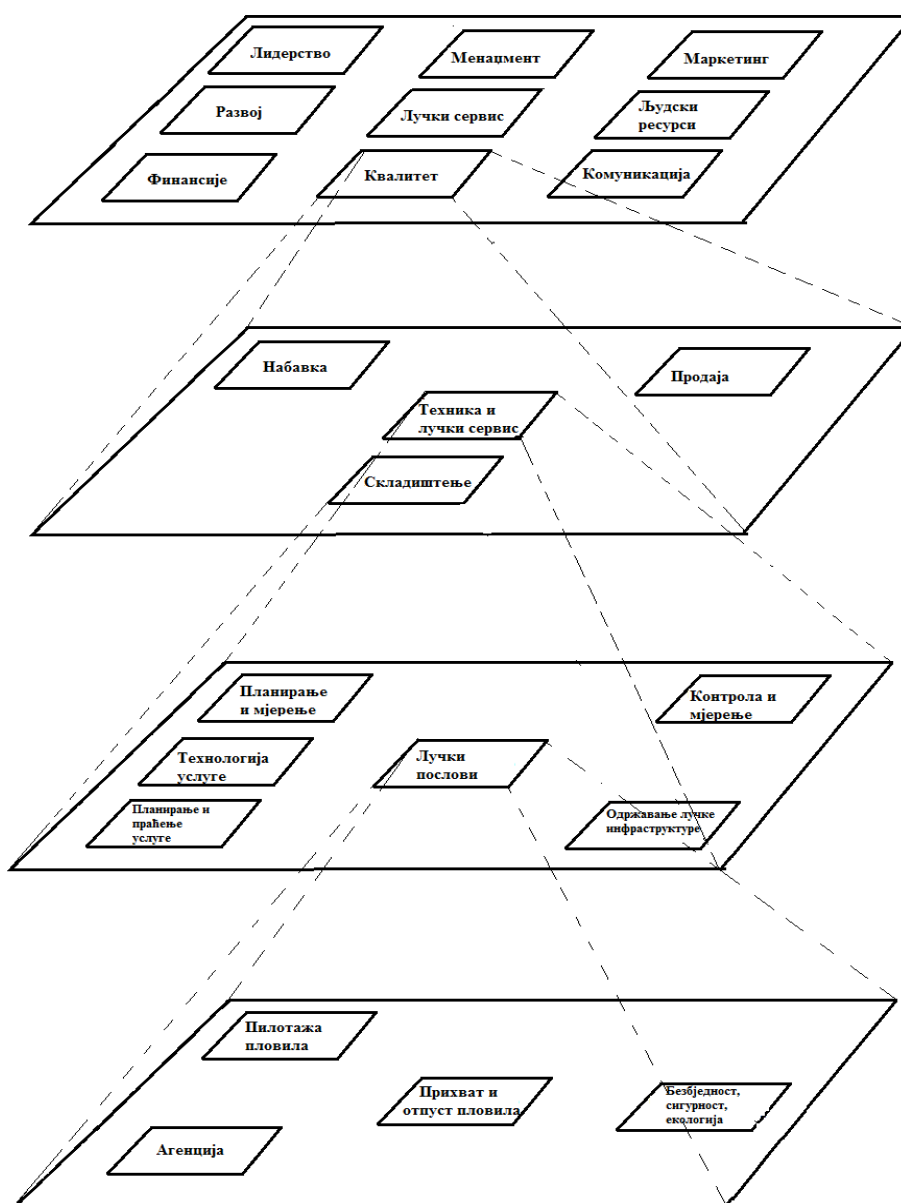 Лидерство
Менаџмент
Маркетинг
Развој
Лучки сервис
Људски
ресурси
Финансије
Квалитет
Комуникација
Набавка
Продаја
Техника и
лучки сервис
Складиштење
Планирање
и мјерење
Контрола и
мјерење
Технологија
услуге
Лучки
послови
Планирање и
праћење
услуге
Одржавање лучке
инфраструктуре
Пилотажа
пловила
Прихват и
отпуст пловила
Безбједност,
сигурност,
екологија
Агенција